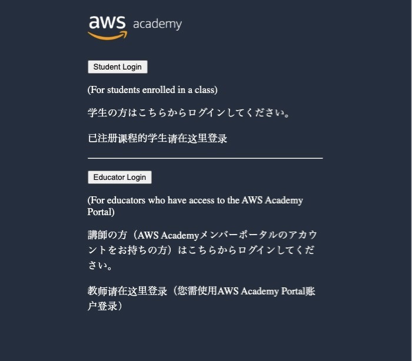 aws academy
Student Login
(For students enrolled in a class)
学生の方はこちらからログインしてください。
已注册课程的学生请在这里登录
Educator Login
(For educators who have access to the AWS Academy
Portal)
講師の方（AWS Academyメンバーポータルのアカウ
ントをお持ちの方）はこちらからログインしてくだ
さい。
教师请在这里登录（您需使用AWS Academy Portal账
户登录）